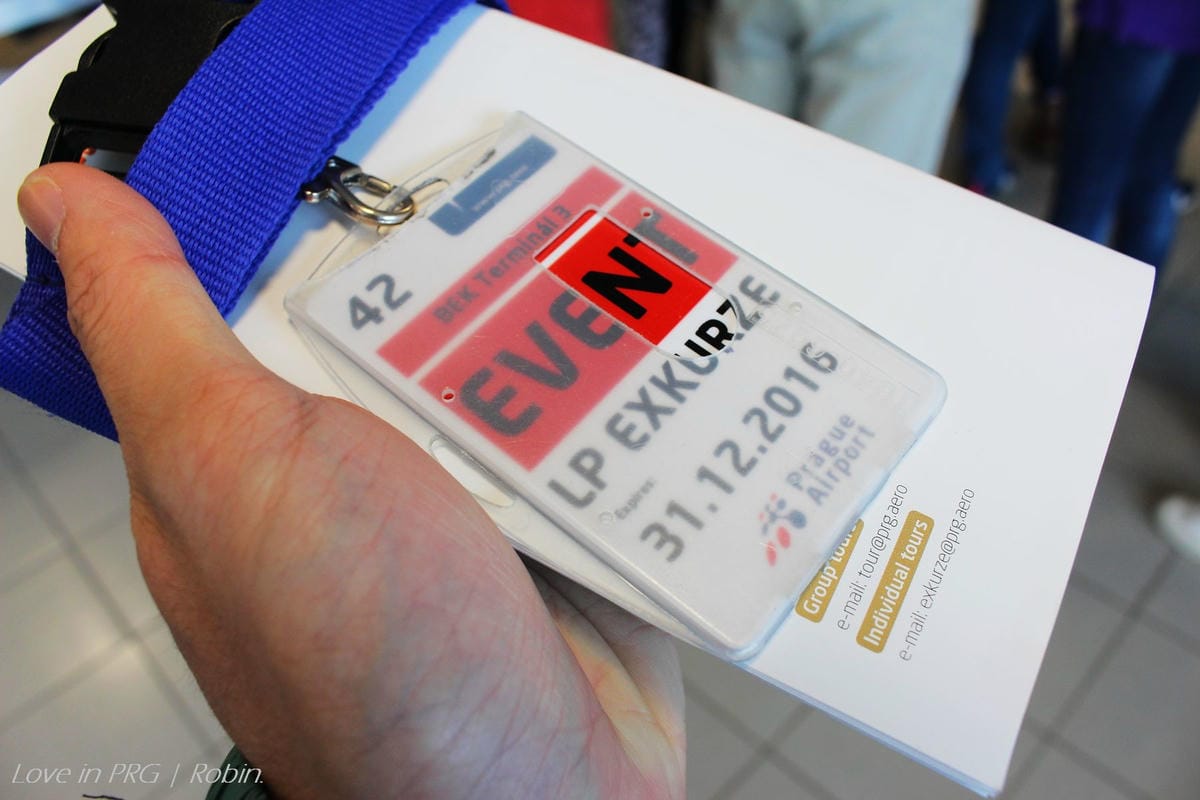 42
BEK Terminál 3
EVENT
LP EXKURZE
Expires:
31.12.2016
Prague
Airport
Group tours
e-mail: tour@prg.aero
Individual tours
e-mail: exkurze@prg.aero
Love in PRG | Robin.